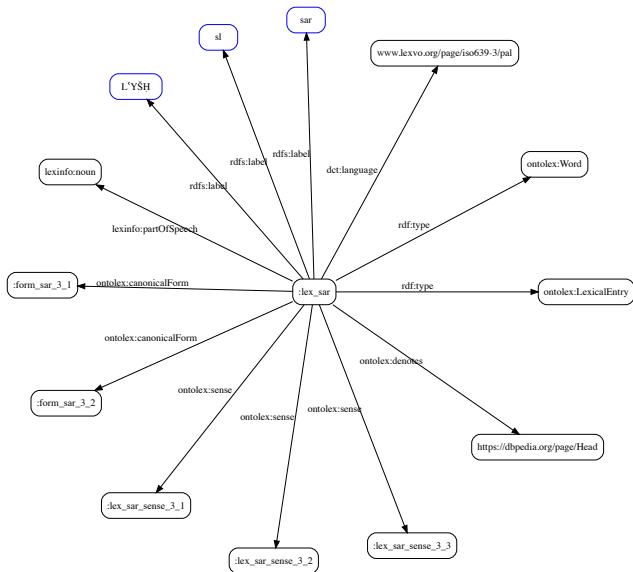 sar
sl
www.lexvo.org/page/iso639-3/pal
LʿYŠH
rdfs:label
rdfs:label
rdfs:label
dct:language
lexinfo:noun
ontolex:Word
lexinfo:partOfSpeech
rdf:type
:form_sar_3_1
ontolex:canonicalForm
:lex_sar
rdf:type
ontolex:LexicalEntry
ontolex:canonicalForm
ontolex:denotes
:form_sar_3_2
ontolex:sense
ontolex:sense
ontolex:sense
https://dbpedia.org/page/Head
:lex_sar_sense_3_1
:lex_sar_sense_3_2
:lex_sar_sense_3_3